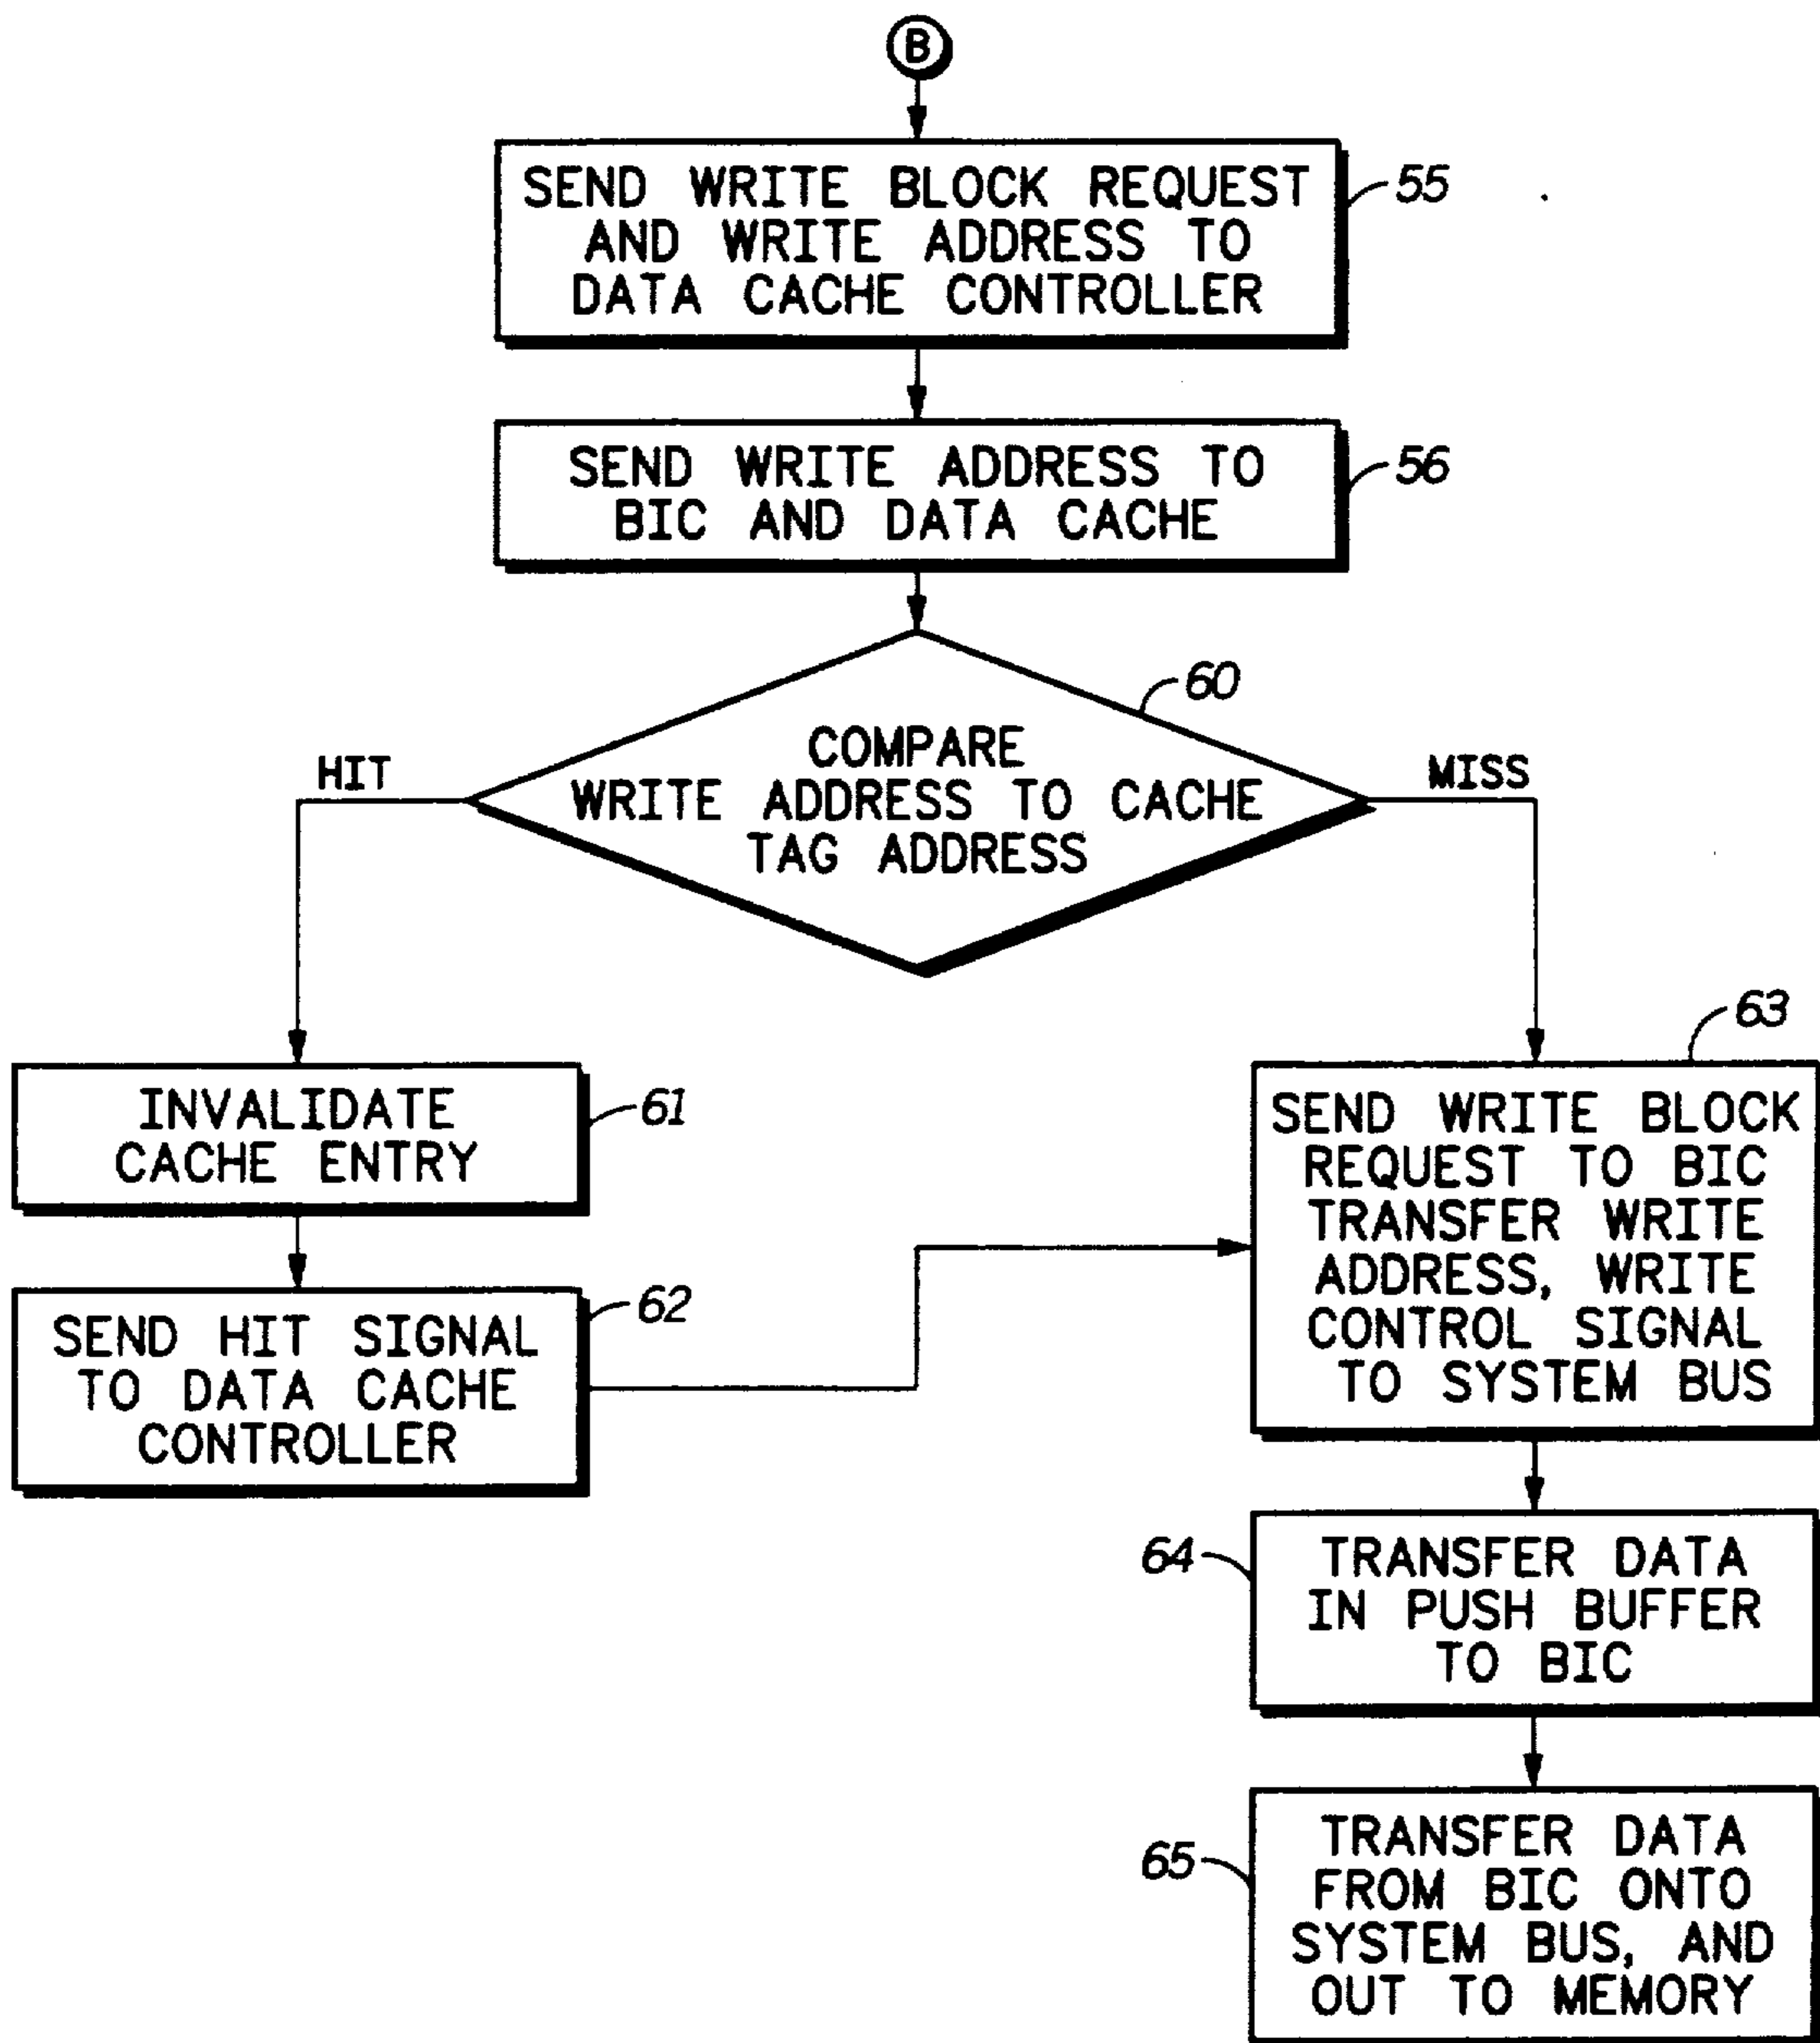 B
SEND WRITE BLOCK REQUEST
AND WRITE ADDRESS TO
DATA CACHE CONTROLLER
55
SEND WRITE ADDRESS TO
BIC AND DATA CACHE
56
60
COMPARE
WRITE ADDRESS TO CACHE
TAG ADDRESS
HIT
MISS
INVALIDATE
CACHE ENTRY
61
SEND HIT SIGNAL
TO DATA CACHE
CONTROLLER
62
63
SEND WRITE BLOCK
REQUEST TO BIC
TRANSFER WRITE
ADDRESS, WRITE
CONTROL SIGNAL
TO SYSTEM BUS
64
TRANSFER DATA
IN PUSH BUFFER
TO BIC
65
TRANSFER DATA
FROM BIC ONTO
SYSTEM BUS, AND
OUT TO MEMORY